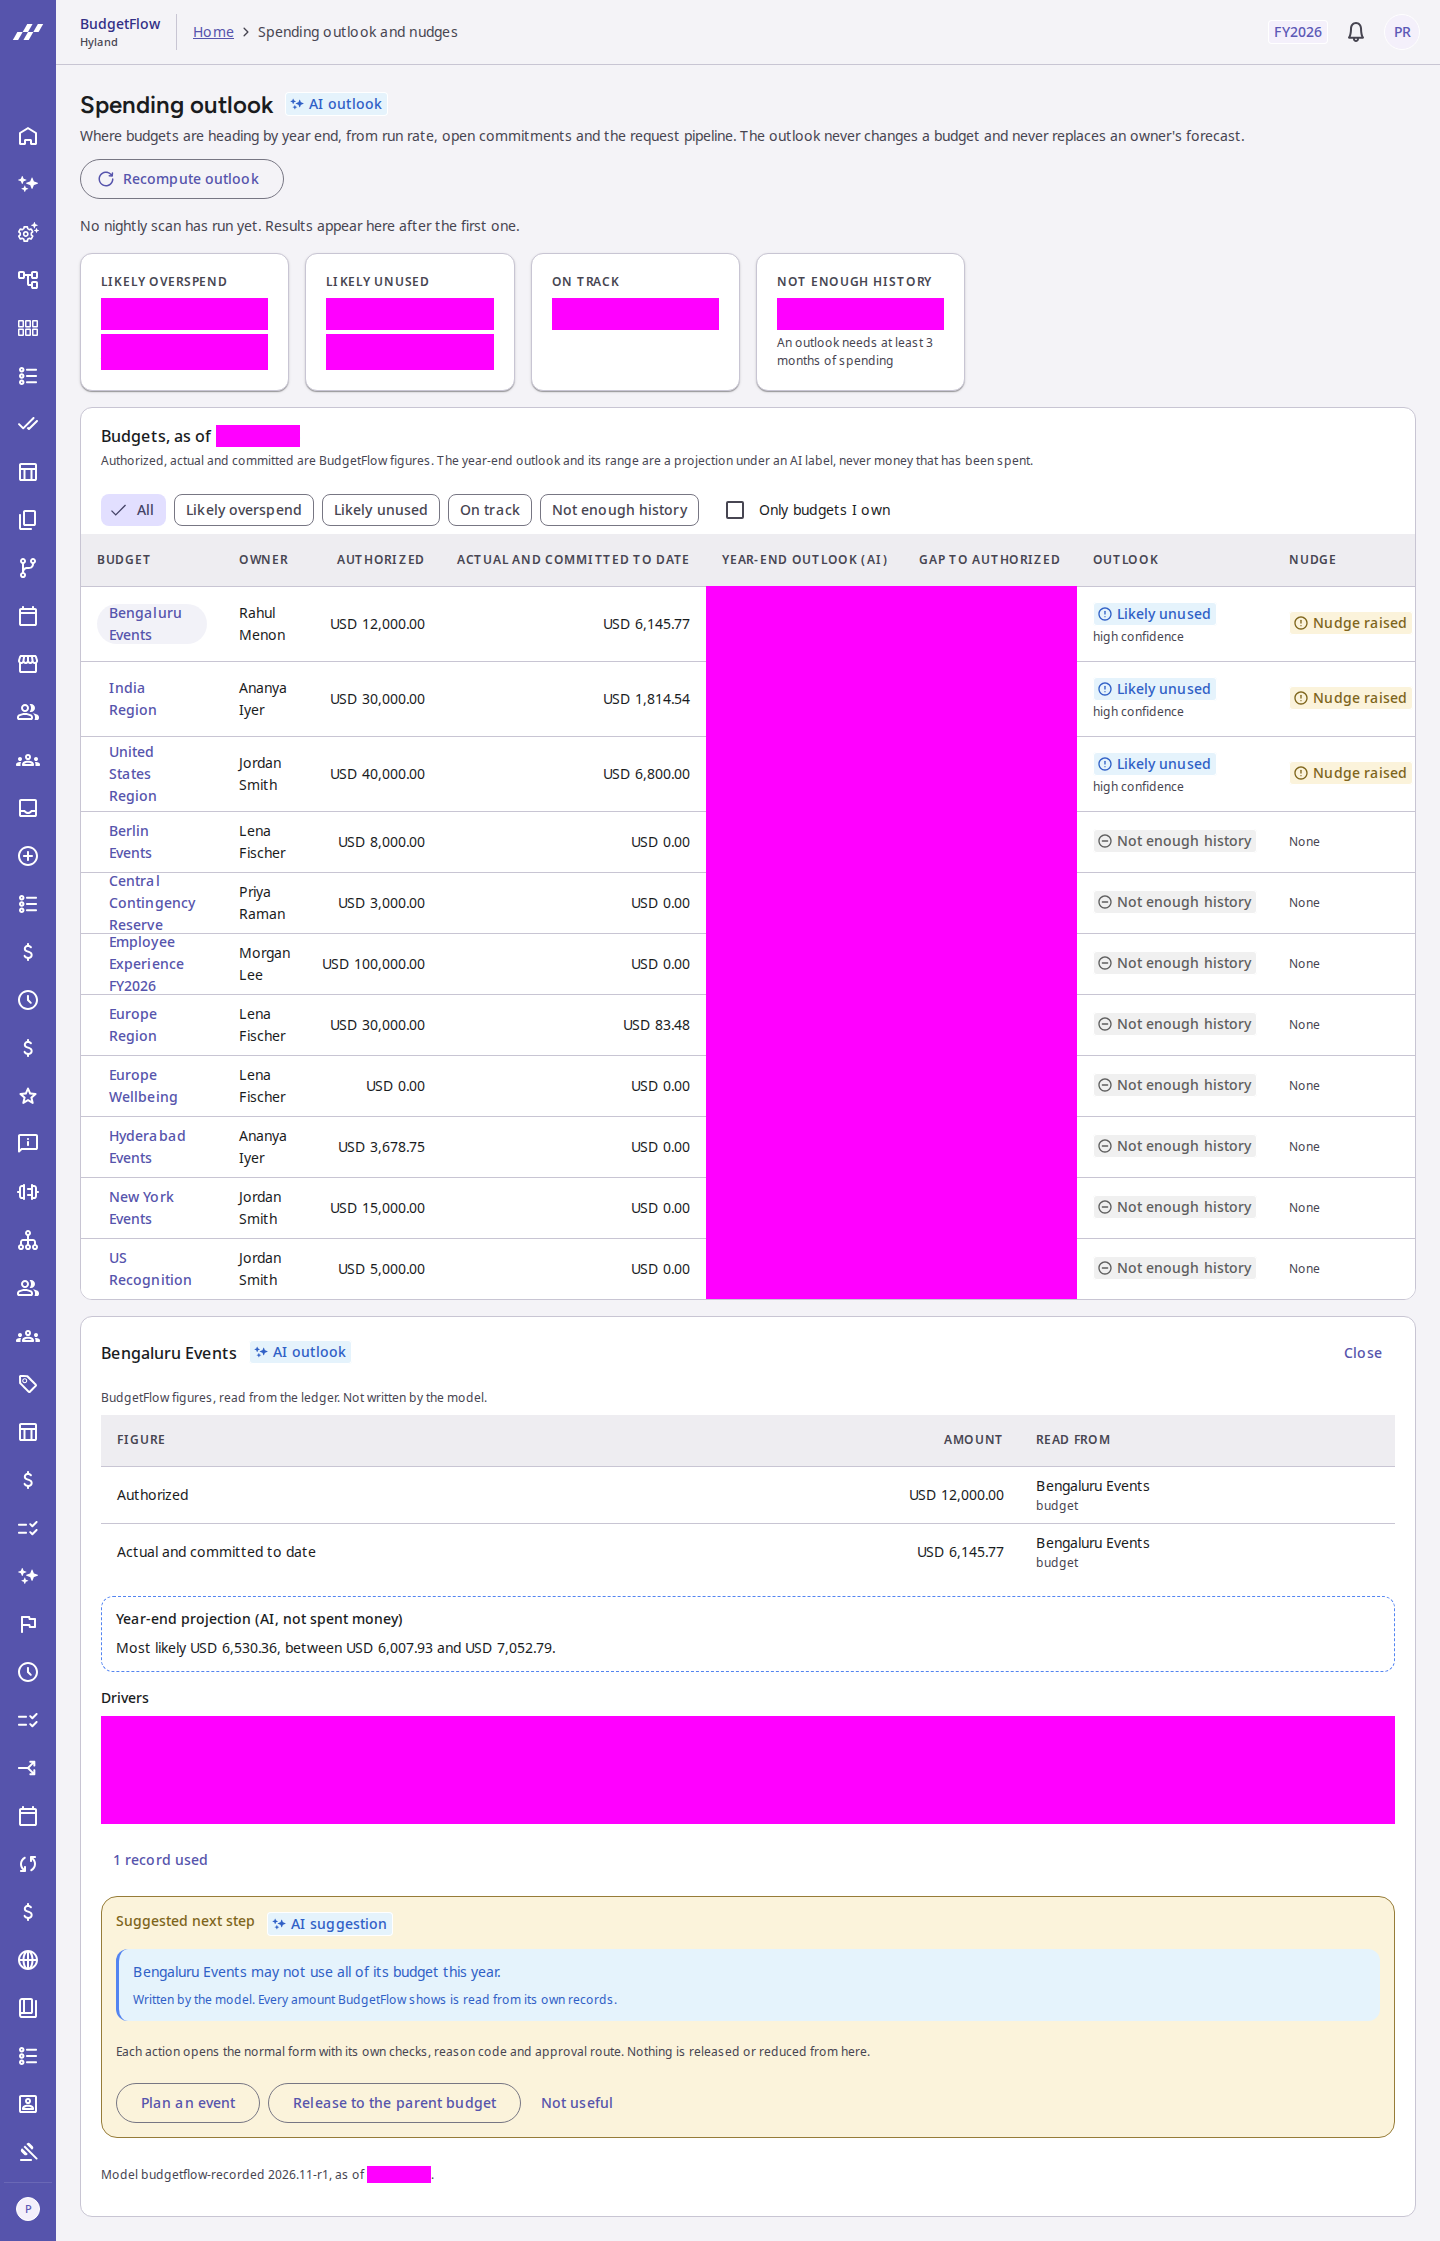 BudgetFlow
Hyland
Home > Spending outlook and nudges
FY2026
PR
Spending outlook
AI outlook
Where budgets are heading by year end, from run rate, open commitments and the request pipeline. The outlook never changes a budget and never replaces an owner's forecast.
Recompute outlook
No nightly scan has run yet. Results appear here after the first one.
LIKELY OVERSPEND
LIKELY UNUSED
ON TRACK
NOT ENOUGH HISTORY
An outlook needs at least 3
months of spending
Budgets, as of
Authorized, actual and committed are BudgetFlow figures. The year-end outlook and its range are a projection under an AI label, never money that has been spent.
All
Likely overspend
Likely unused
On track
Not enough history
Only budgets I own
BUDGET OWNER AUTHORIZED ACTUAL AND COMMITTED TO DATE YEAR-END OUTLOOK (AI) GAP TO AUTHORIZED OUTLOOK NUDGE
Bengaluru
Events
Rahul
Menon
USD 12,000.00
USD 6,145.77
Likely unused
high confidence
Nudge raised
India
Region
Ananya
Iyer
USD 30,000.00
USD 1,814.54
Likely unused
high confidence
Nudge raised
United
States
Region
Jordan
Smith
USD 40,000.00
USD 6,800.00
Likely unused
high confidence
Nudge raised
Berlin
Events
Lena
Fischer
USD 8,000.00
USD 0.00
Not enough history
None
Central
Contingency
Reserve
Priya
Raman
USD 3,000.00
USD 0.00
Not enough history
None
Employee
Experience
FY2026
Morgan
Lee
USD 100,000.00
USD 0.00
Not enough history
None
Europe
Region
Lena
Fischer
USD 30,000.00
USD 83.48
Not enough history
None
Europe
Wellbeing
Lena
Fischer
USD 0.00
USD 0.00
Not enough history
None
Hyderabad
Events
Ananya
Iyer
USD 3,678.75
USD 0.00
Not enough history
None
New York
Events
Jordan
Smith
USD 15,000.00
USD 0.00
Not enough history
None
US
Recognition
Jordan
Smith
USD 5,000.00
USD 0.00
Not enough history
None
Bengaluru Events
AI outlook
Close
BudgetFlow figures, read from the ledger. Not written by the model.
FIGURE AMOUNT READ FROM
Authorized
USD 12,000.00
Bengaluru Events
budget
Actual and committed to date
USD 6,145.77
Bengaluru Events
budget
Year-end projection (AI, not spent money)
Most likely USD 6,530.36, between USD 6,007.93 and USD 7,052.79.
Drivers
1 record used
Suggested next step
AI suggestion
Bengaluru Events may not use all of its budget this year.
Written by the model. Every amount BudgetFlow shows is read from its own records.
Each action opens the normal form with its own checks, reason code and approval route. Nothing is released or reduced from here.
Plan an event
Release to the parent budget
Not useful
Model budgetflow-recorded 2026.11-r1, as of .
P